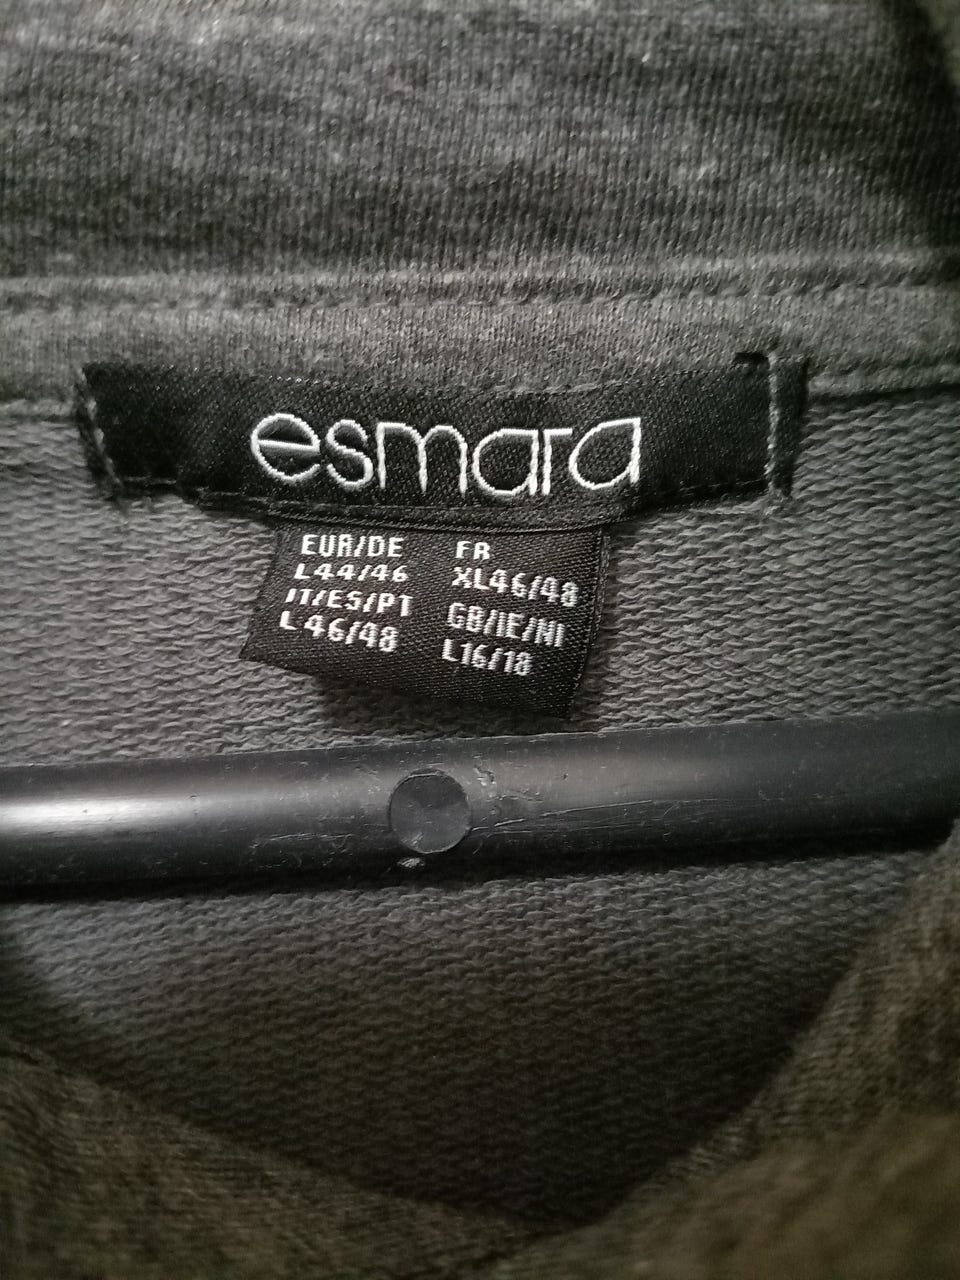 esmara
EUR/DE
L44/46
IT/ES/PT
L46/48
FR
XL46/48
GB/IE/NI
L16/18